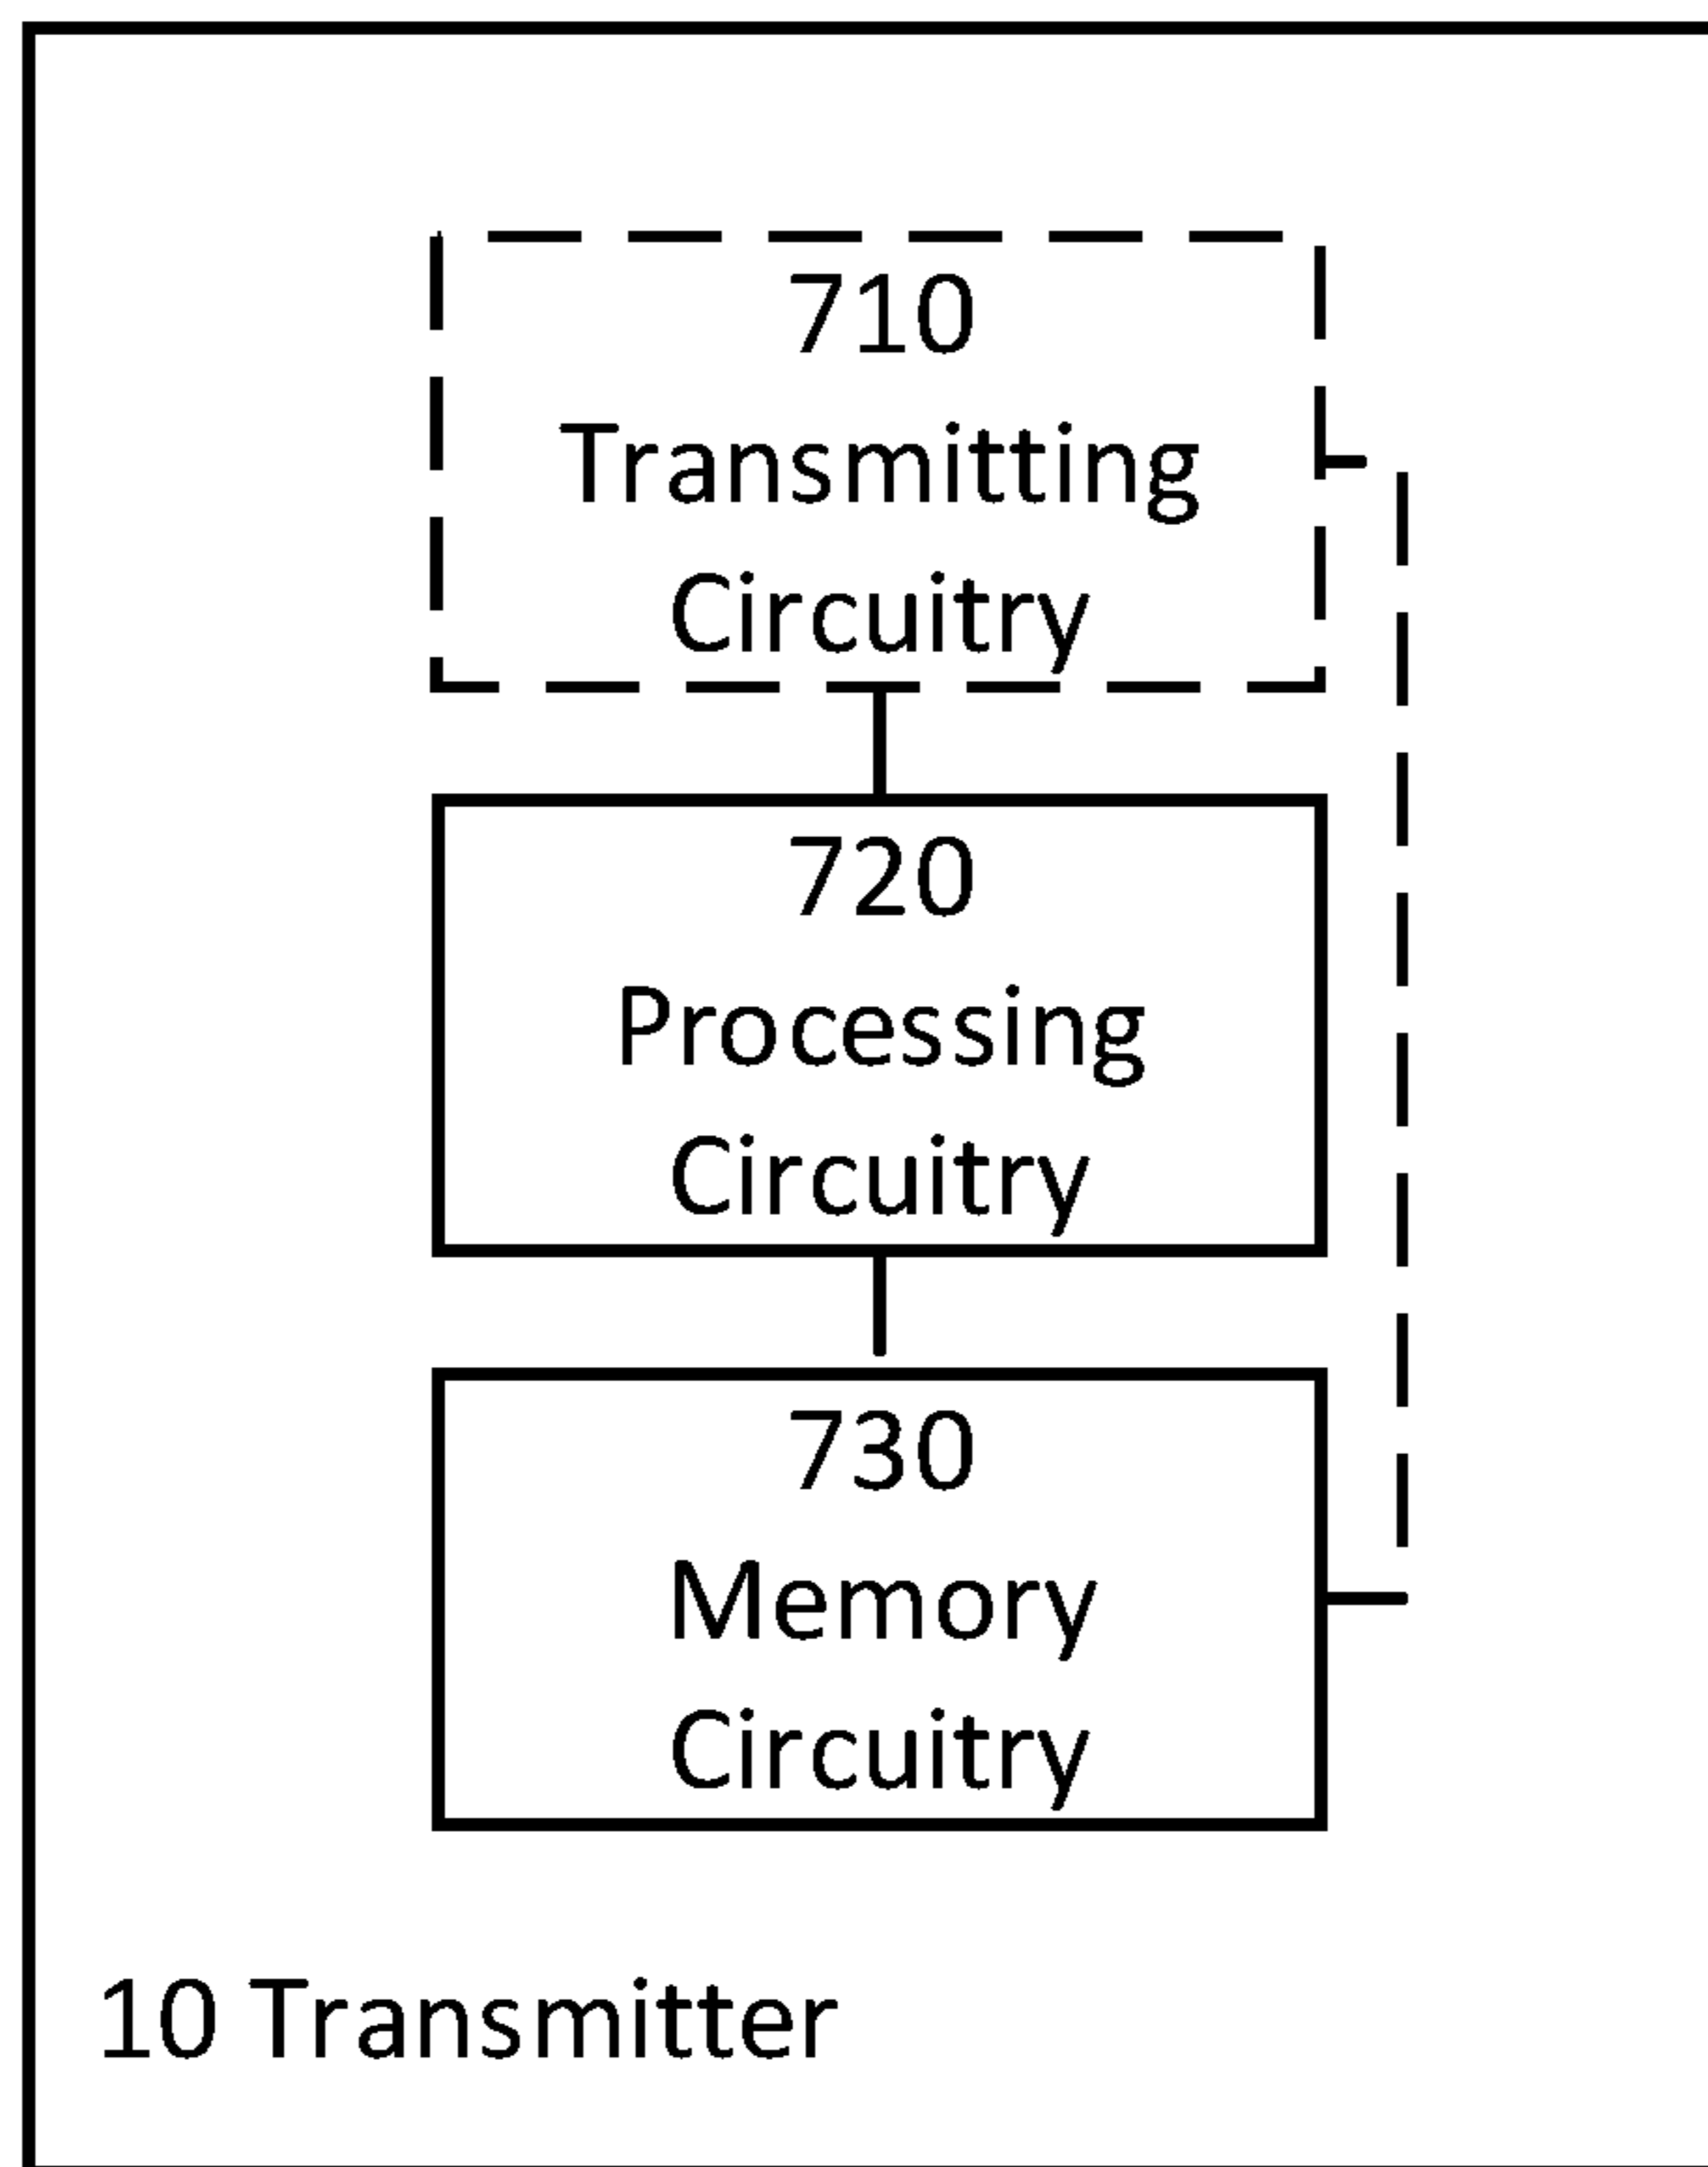 710
Transmitting
Circuitry
720
Processing
Circuitry
730
Memory
Circuitry
10 Transmitter